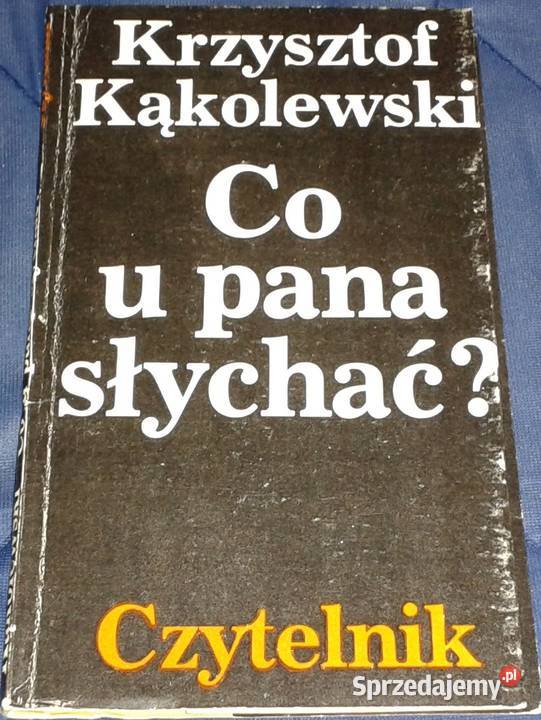 Krzysztof
Kąkolewski
Co
u pana
słychać?
Czytelnik
Sprzedajemy.pl